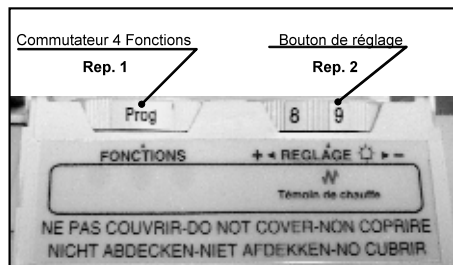 Commutateur 4 Fonctions Bouton de réglage
Rep. 1 Rep. 2
Prog 8 9
FONCTIONS + ◄ REGLAGE ► -
Témoin de chauffe
NE PAS COUVRIR-DO NOT COVER-NON COPRIRE
NICHT ABDECKEN-NIET AFDEKKEN-NO CUBRIR